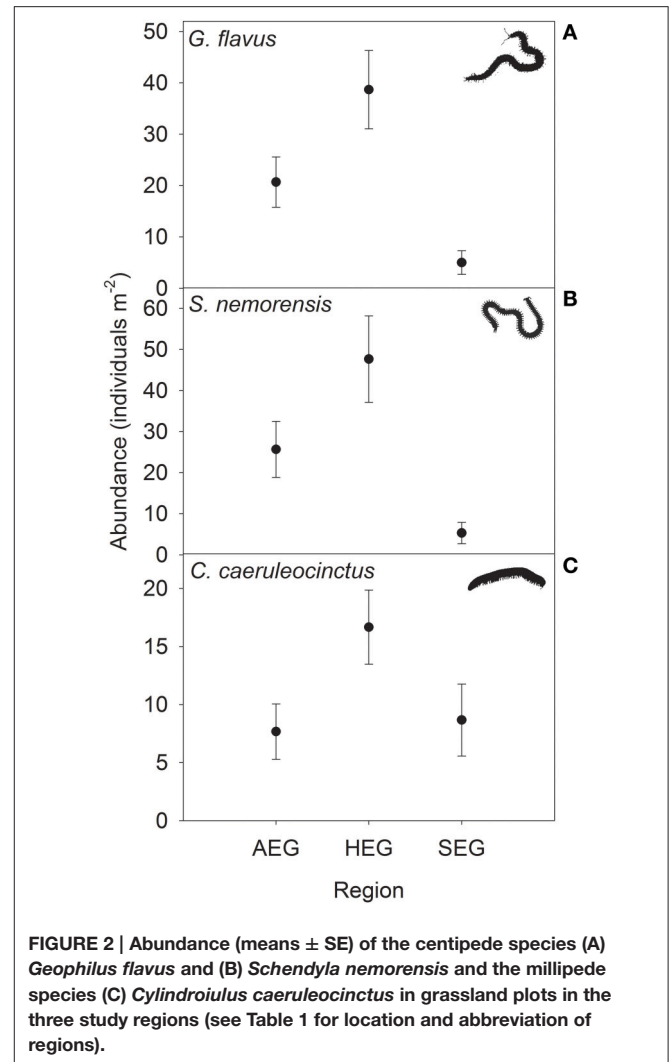 50
G. flavus
A
40
30
20
10
0
Abundance (individuals m⁻²)
60
S. nemorensis
B
50
40
30
20
10
0
C. caeruleocinctus
C
20
15
10
5
0
AEG HEG SEG
Region
FIGURE 2 | Abundance (means ± SE) of the centipede species (A)
Geophilus flavus and (B) Schendyla nemorensis and the millipede
species (C) Cylindroiulus caeruleocinctus in grassland plots in the
three study regions (see Table 1 for location and abbreviation of
regions).